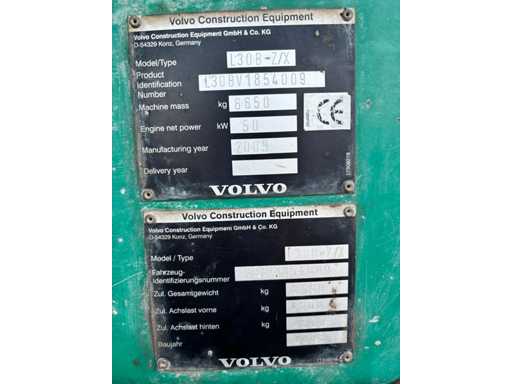 Volvo Construction Equipment
Volvo Construction Equipment GmbH & Co. KG
D-54329 Konz, Germany
Model/Type L30B-Z/X
Product
Identification L30BV1854009
Number
Machine mass kg 6650
Engine net power kW 50
Manufacturing year 2009
Delivery year
CE
VOLVO
Volvo Construction Equipment
Volvo Construction Equipment GmbH & Co. KG
D-54329 Konz, Germany
Model / Type L30B-Z/X
Fahrzeug-
Identifizierungsnummer
Zul. Gesamtgewicht kg
Zul. Achslast vorne kg
Zul. Achslast hinten kg
Baujahr
VOLVO